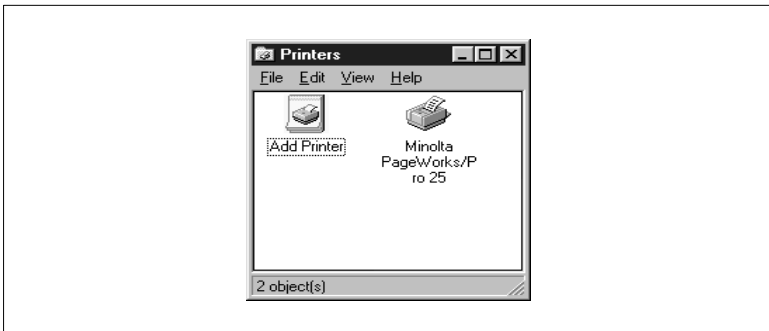 Printers
File Edit View Help
Add Printer
Minolta
PageWorks/P
ro 25
2 object(s)